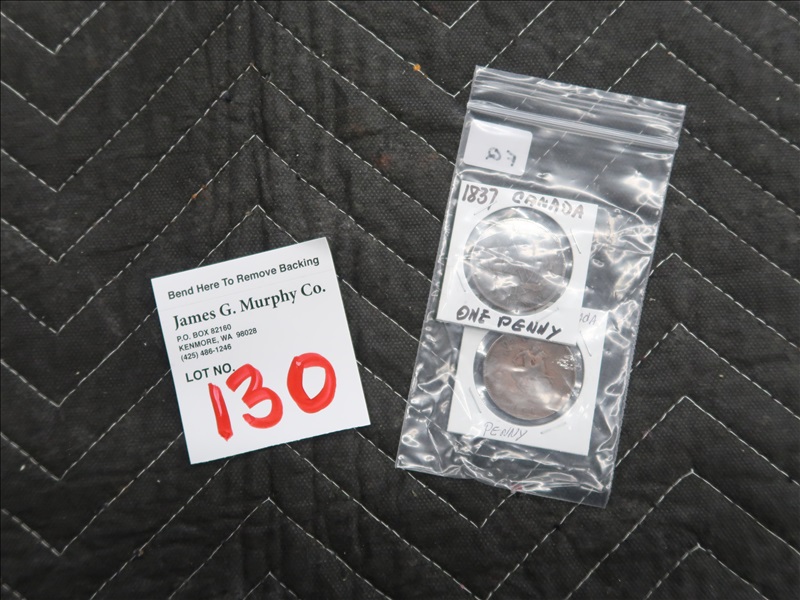 Bend Here To Remove Backing
James G. Murphy Co.
P.O. BOX 82160
KENMORE, WA 98028
(425) 486-1246
LOT NO.
130
1837 CANADA
ONE PENNY
PENNY